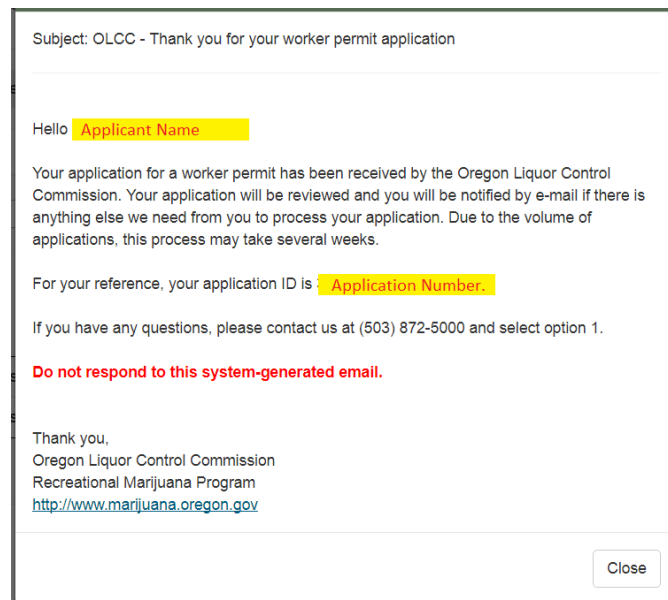 Subject: OLCC - Thank you for your worker permit application
Hello Applicant Name
Your application for a worker permit has been received by the Oregon Liquor Control
Commission. Your application will be reviewed and you will be notified by e-mail if there is
anything else we need from you to process your application. Due to the volume of
applications, this process may take several weeks.
For your reference, your application ID is Application Number.
If you have any questions, please contact us at (503) 872-5000 and select option 1.
Do not respond to this system-generated email.
Thank you,
Oregon Liquor Control Commission
Recreational Marijuana Program
http://www.marijuana.oregon.gov
Close